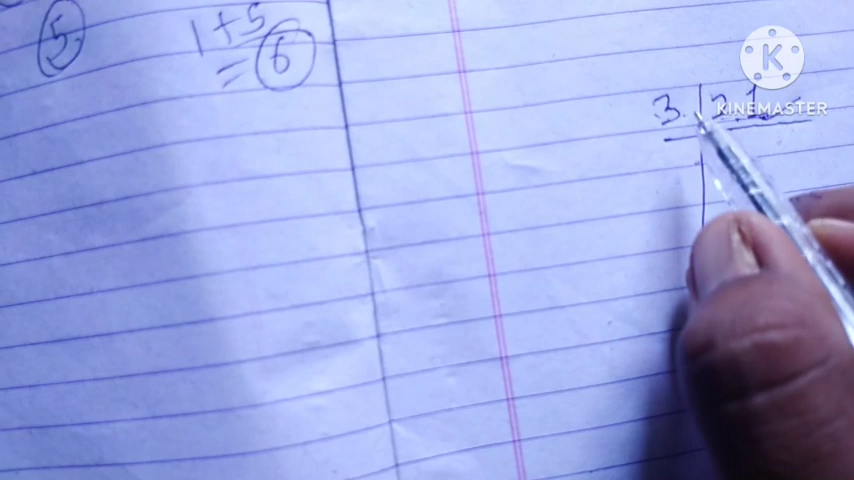 5.
1 + 5
= 6
K
KINEMASTER
3.